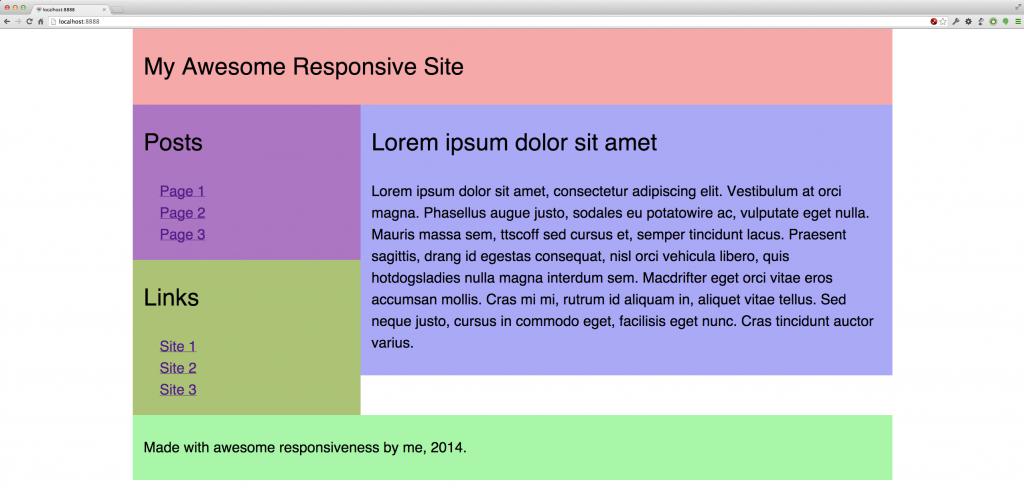 localhost:8888
localhost:8888
My Awesome Responsive Site
Posts
Page 1
Page 2
Page 3
Links
Site 1
Site 2
Site 3
Lorem ipsum dolor sit amet
Lorem ipsum dolor sit amet, consectetur adipiscing elit. Vestibulum at orci
magna. Phasellus augue justo, sodales eu potatowire ac, vulputate eget nulla.
Mauris massa sem, ttscoff sed cursus et, semper tincidunt lacus. Praesent
sagittis, drang id egestas consequat, nisl orci vehicula libero, quis
hotdogsladies nulla magna interdum sem. Macdrifter eget orci vitae eros
accumsan mollis. Cras mi mi, rutrum id aliquam in, aliquet vitae tellus. Sed
neque justo, cursus in commodo eget, facilisis eget nunc. Cras tincidunt auctor
varius.
Made with awesome responsiveness by me, 2014.